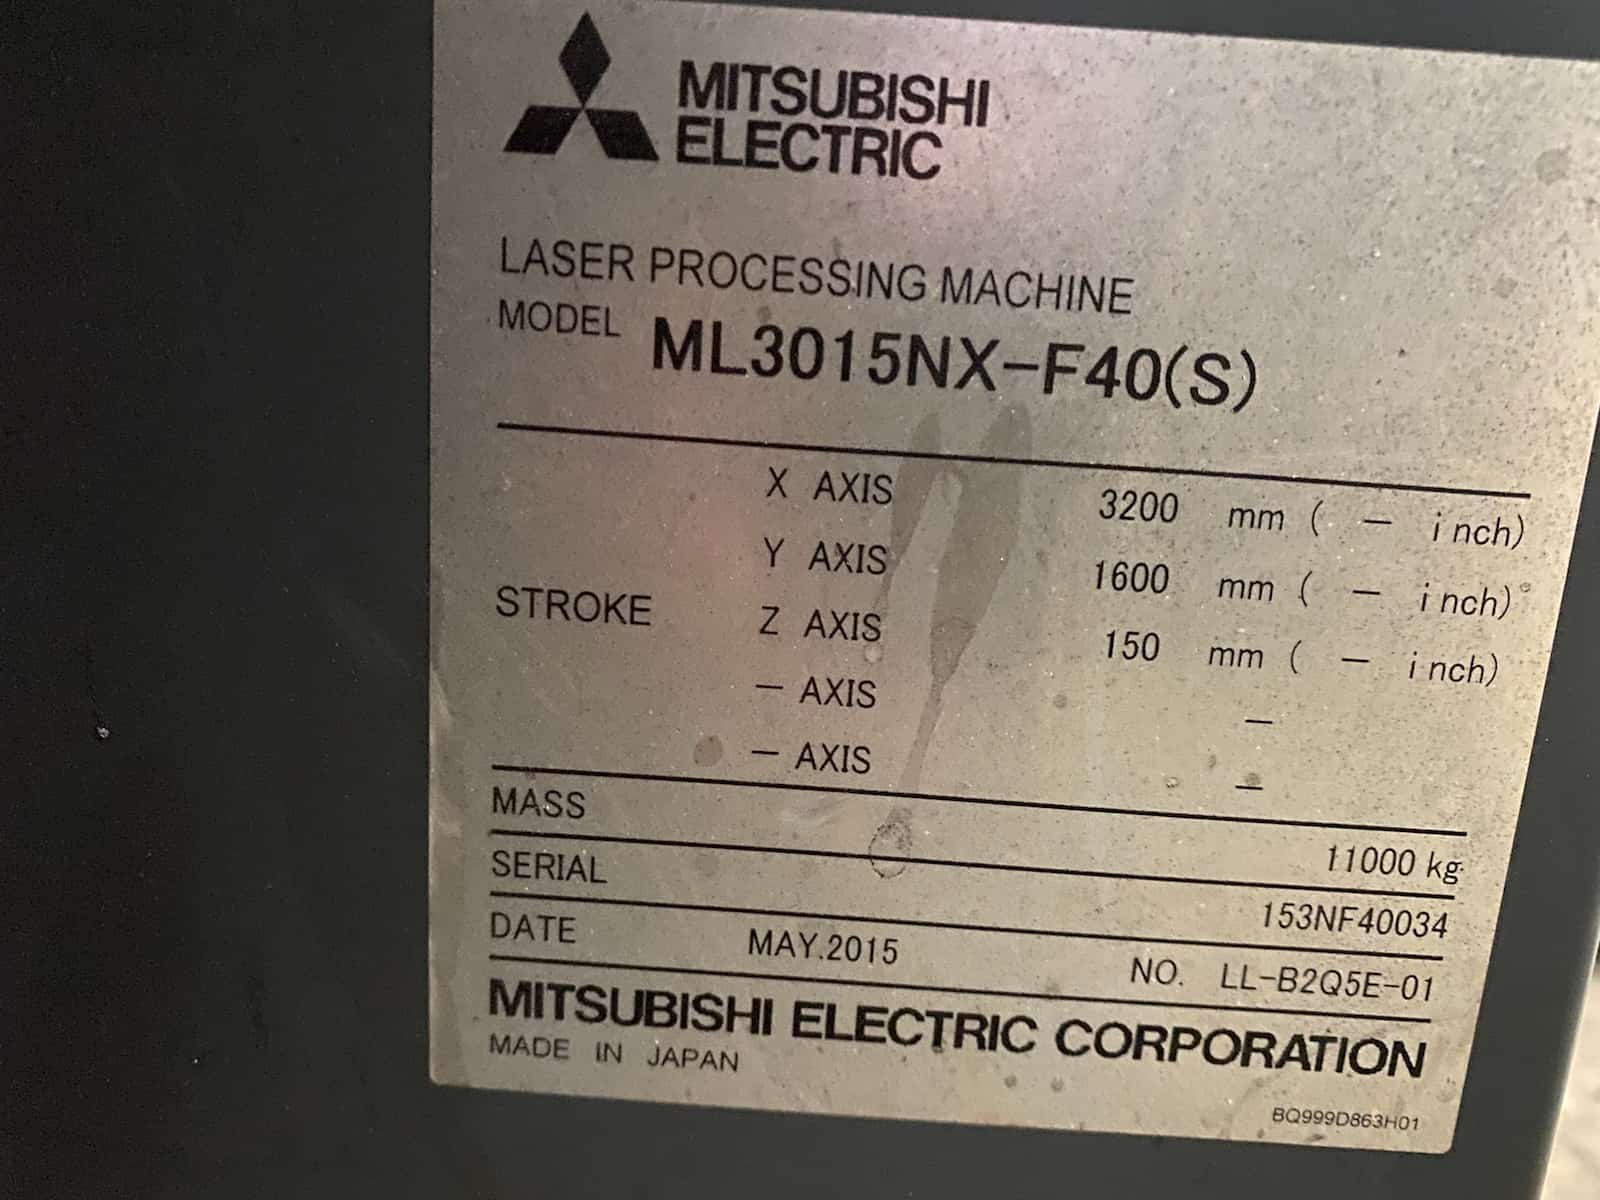 MITSUBISHI
ELECTRIC
LASER PROCESSING MACHINE
MODEL ML3015NX-F40(S)
STROKE
X AXIS 3200 mm ( — inch)
Y AXIS 1600 mm ( — inch)
Z AXIS 150 mm ( — inch)
— AXIS —
— AXIS —
MASS 11000 kg
SERIAL 153NF40034
DATE MAY.2015 NO. LL-B2Q5E-01
MITSUBISHI ELECTRIC CORPORATION
MADE IN JAPAN
BQ999D863H01